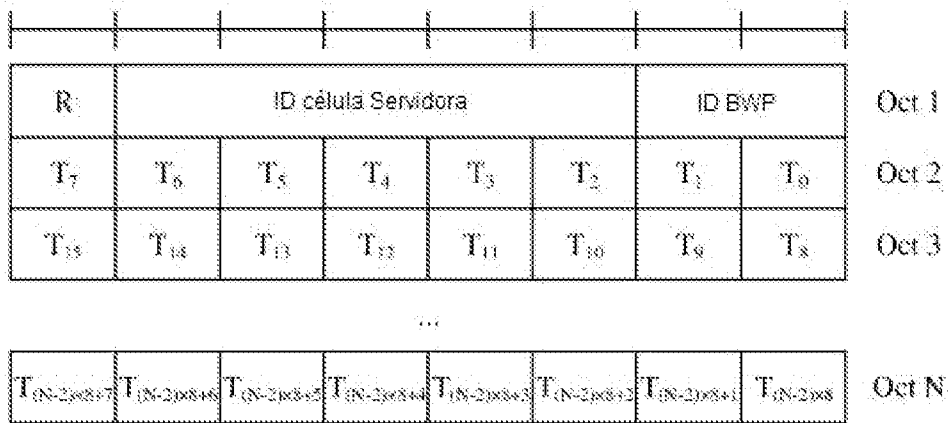 R ID célula Servidora ID BWP Oct 1
T₇ T₆ T₅ T₄ T₃ T₂ T₁ T₀ Oct 2
T₁₅ T₁₄ T₁₃ T₁₂ T₁₁ T₁₀ T₉ T₈ Oct 3
...
T₍N-2₎ₓ₈₊₇ T₍N-2₎ₓ₈₊₆ T₍N-2₎ₓ₈₊₅ T₍N-2₎ₓ₈₊₄ T₍N-2₎ₓ₈₊₃ T₍N-2₎ₓ₈₊₂ T₍N-2₎ₓ₈₊₁ T₍N-2₎ₓ₈ Oct N